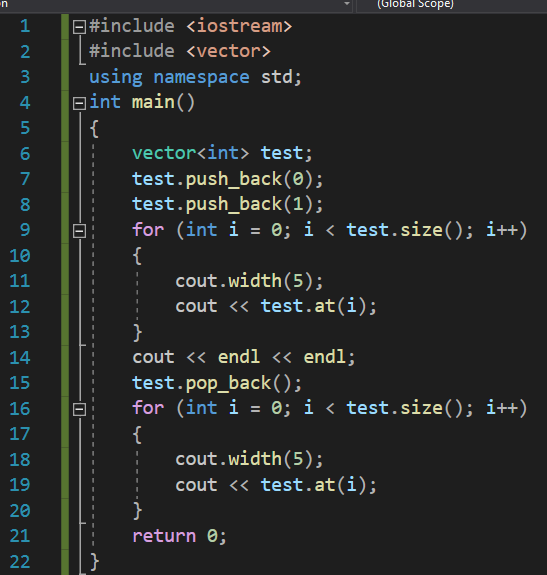 n (Global Scope)
1 #include <iostream>
2 #include <vector>
3 using namespace std;
4 int main()
5 {
6 vector<int> test;
7 test.push_back(0);
8 test.push_back(1);
9 for (int i = 0; i < test.size(); i++)
10 {
11 cout.width(5);
12 cout << test.at(i);
13 }
14 cout << endl << endl;
15 test.pop_back();
16 for (int i = 0; i < test.size(); i++)
17 {
18 cout.width(5);
19 cout << test.at(i);
20 }
21 return 0;
22 }